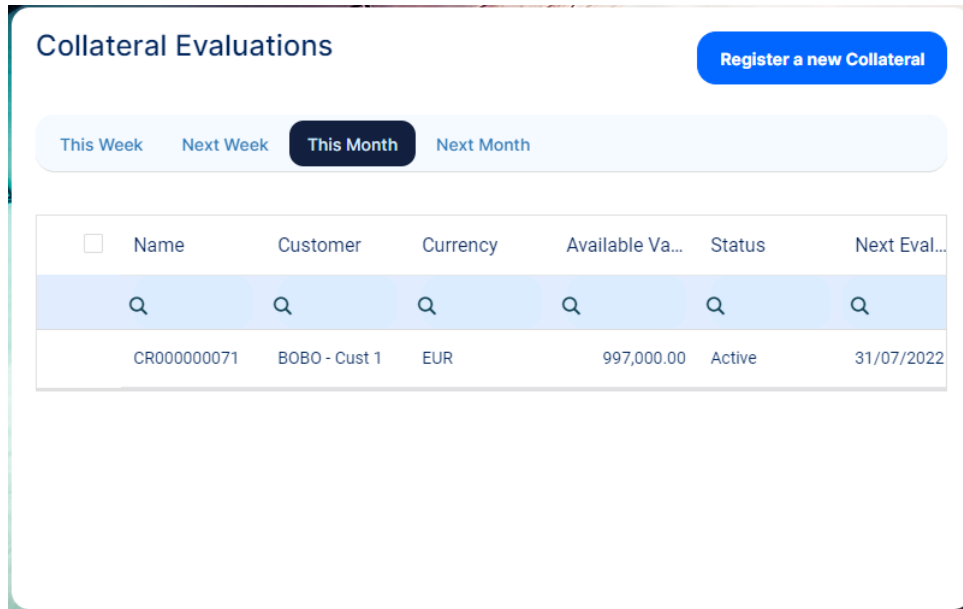 Collateral Evaluations
Register a new Collateral
This Week Next Week This Month Next Month
Name Customer Currency Available Va... Status Next Eval...
CR000000071 BOBO - Cust 1 EUR 997,000.00 Active 31/07/2022